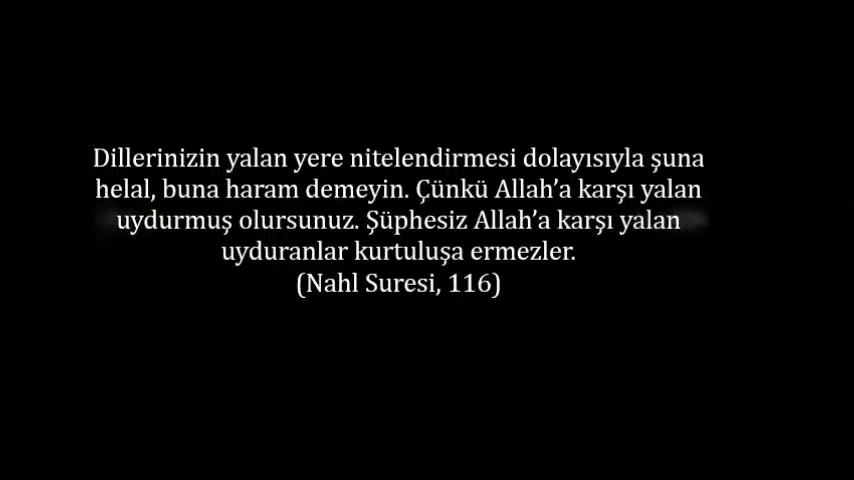 Dillerinizin yalan yere nitelendirmesi dolayısıyla şuna
helal, buna haram demeyin. Çünkü Allah’a karşı yalan
uydurmuş olursunuz. Şüphesiz Allah’a karşı yalan
uyduranlar kurtuluşa ermezler.
(Nahl Suresi, 116)